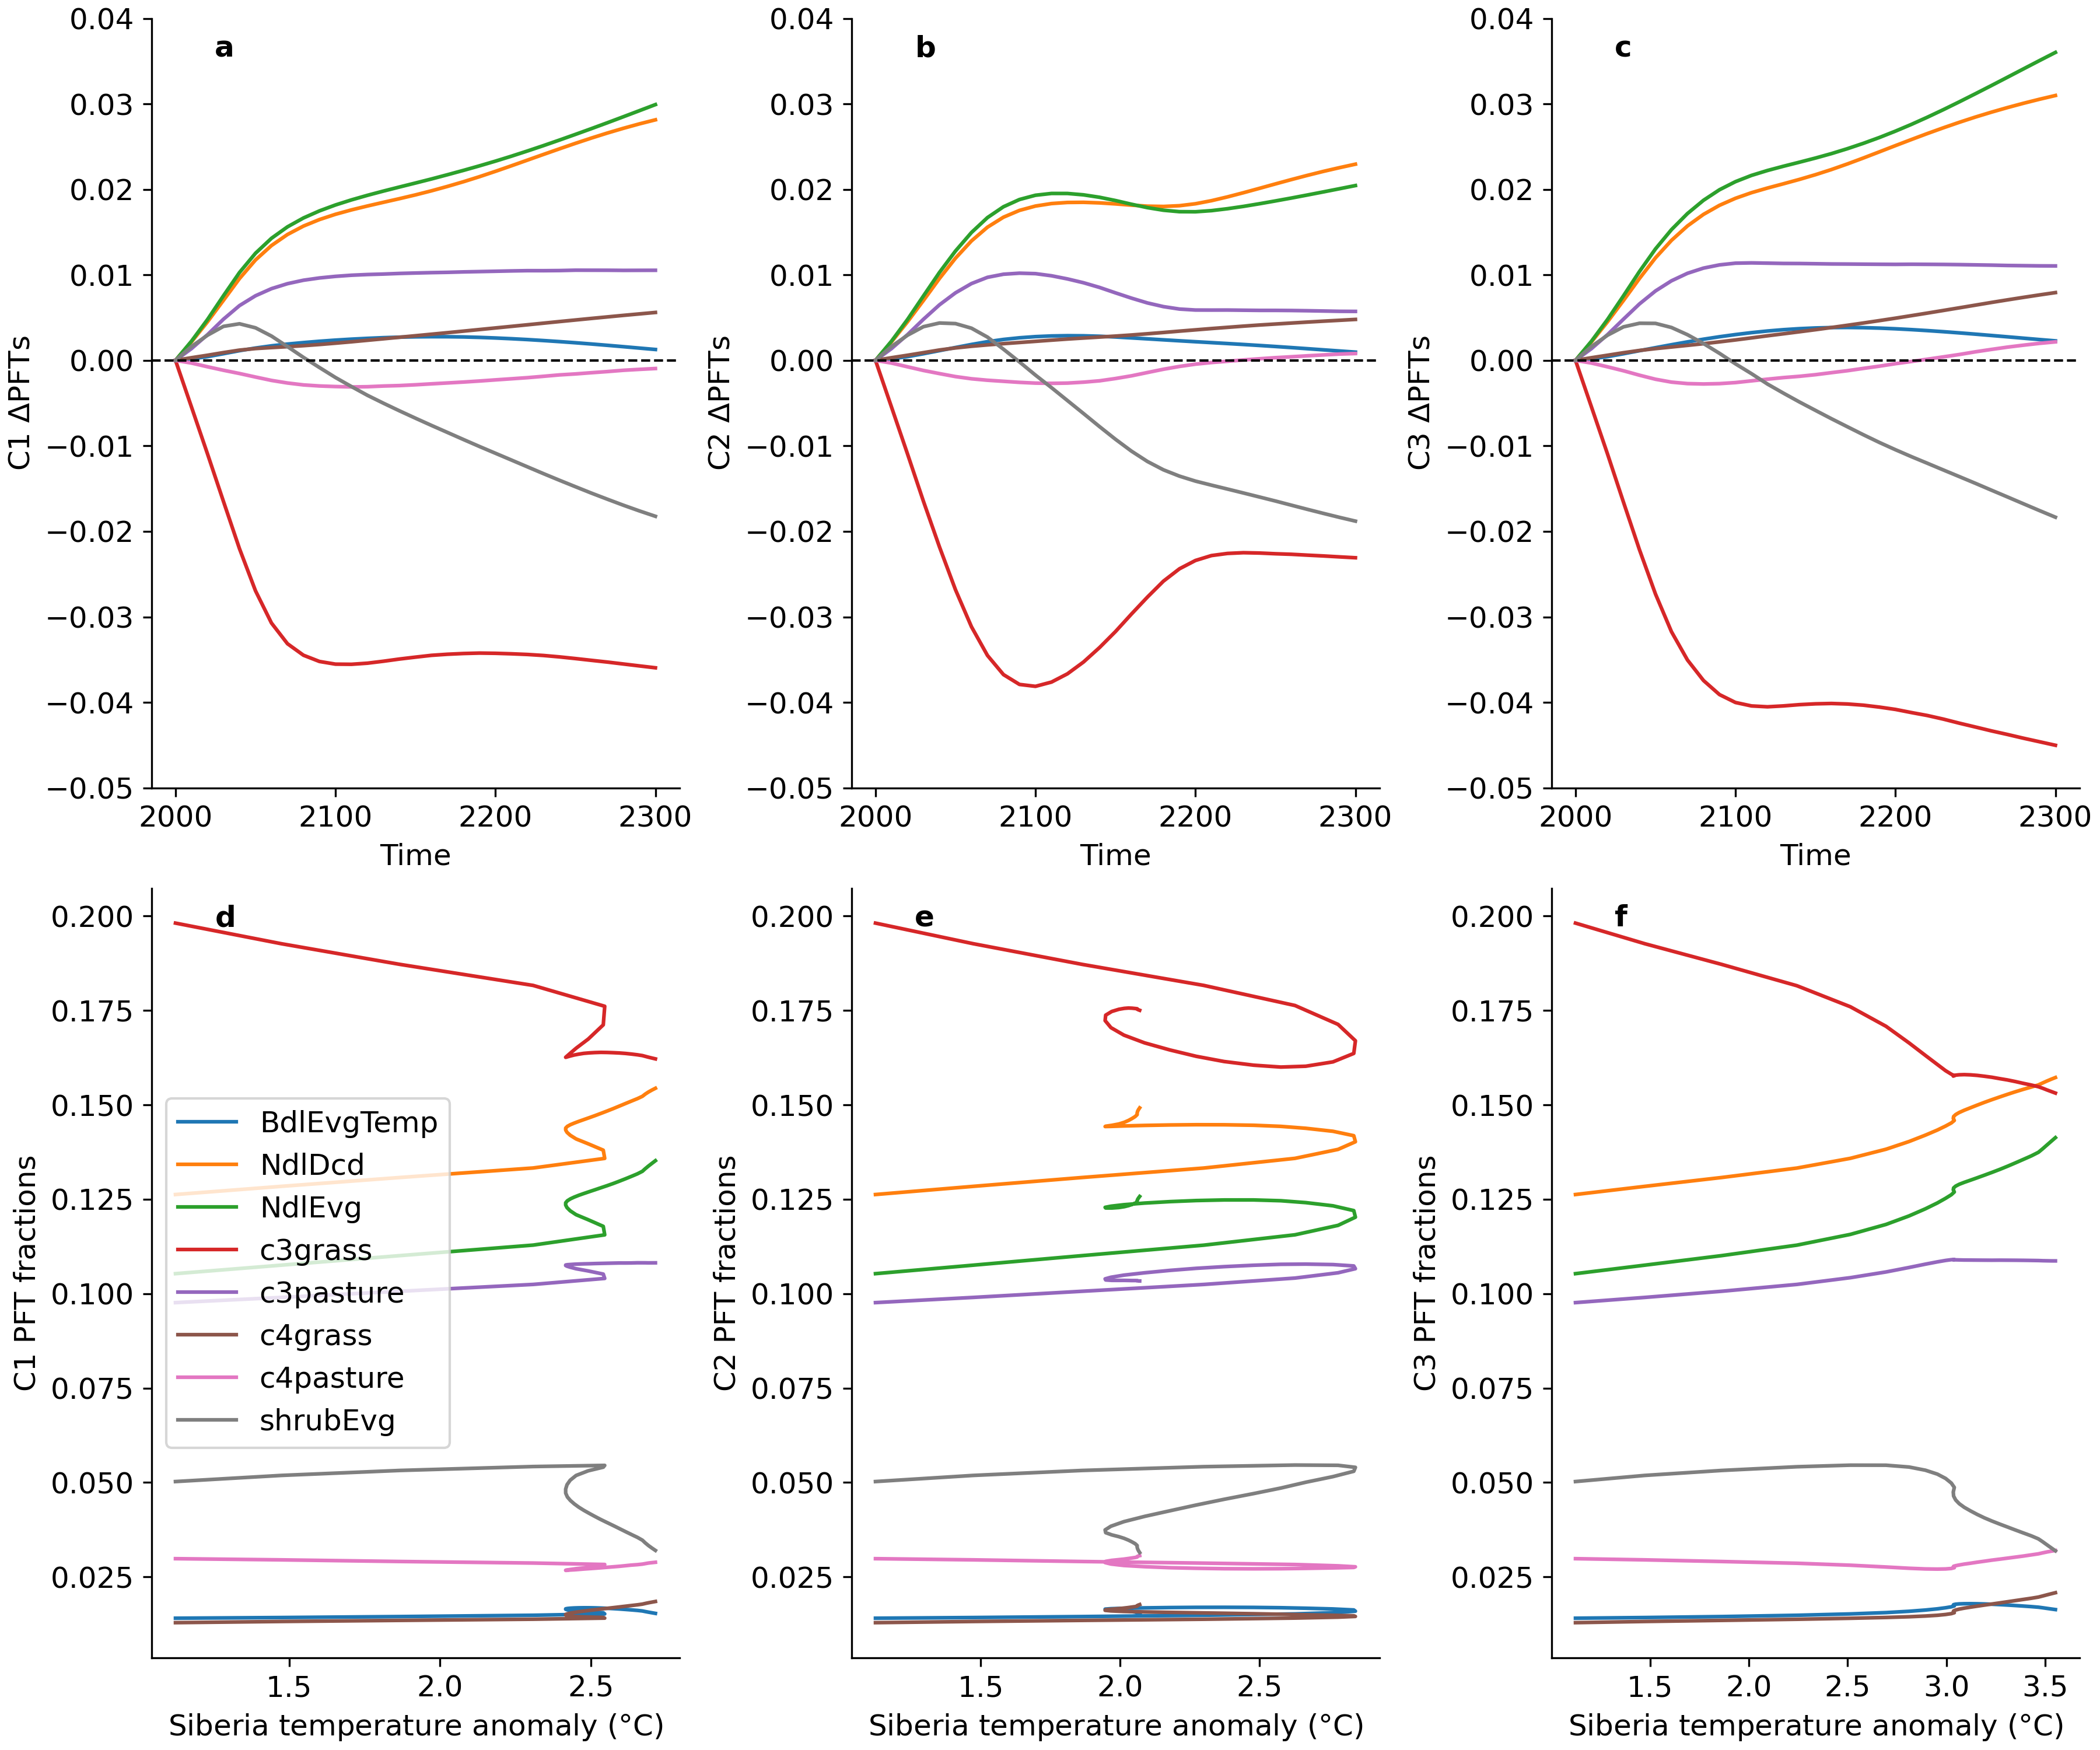 a
0.04
0.03
0.02
0.01
0.00
−0.01
−0.02
−0.03
−0.04
−0.05
C1 ΔPFTs
2000 2100 2200 2300
Time
b
0.04
0.03
0.02
0.01
0.00
−0.01
−0.02
−0.03
−0.04
−0.05
C2 ΔPFTs
2000 2100 2200 2300
Time
c
0.04
0.03
0.02
0.01
0.00
−0.01
−0.02
−0.03
−0.04
−0.05
C3 ΔPFTs
2000 2100 2200 2300
Time
d
0.200
0.175
0.150
0.125
0.100
0.075
0.050
0.025
C1 PFT fractions
BdlEvgTemp
NdlDcd
NdlEvg
c3grass
c3pasture
c4grass
c4pasture
shrubEvg
1.5 2.0 2.5
Siberia temperature anomaly (°C)
e
0.200
0.175
0.150
0.125
0.100
0.075
0.050
0.025
C2 PFT fractions
1.5 2.0 2.5
Siberia temperature anomaly (°C)
f
0.200
0.175
0.150
0.125
0.100
0.075
0.050
0.025
C3 PFT fractions
1.5 2.0 2.5 3.0 3.5
Siberia temperature anomaly (°C)